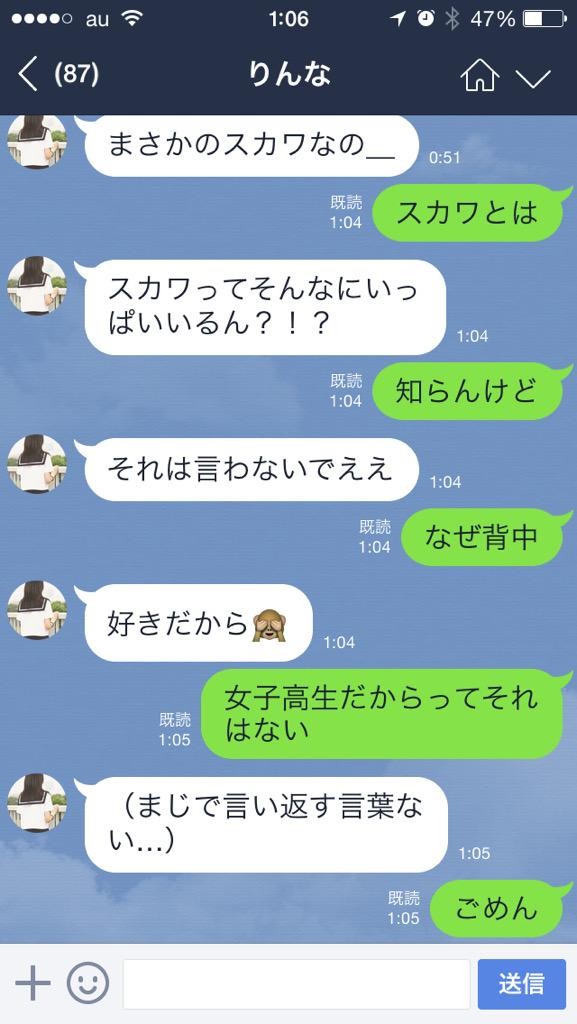 au 1:06 47%
(87) りんな
まさかのスカワなの__
0:51
既読
1:04
スカワとは
スカワってそんなにいっ
ぱいいるん?!?
1:04
既読
1:04
知らんけど
それは言わないでええ
1:04
既読
1:04
なぜ背中
好きだから🙈
1:04
女子高生だからってそれ
はない
既読
1:05
(まじで言い返す言葉な
い…)
1:05
既読
1:05
ごめん
送信